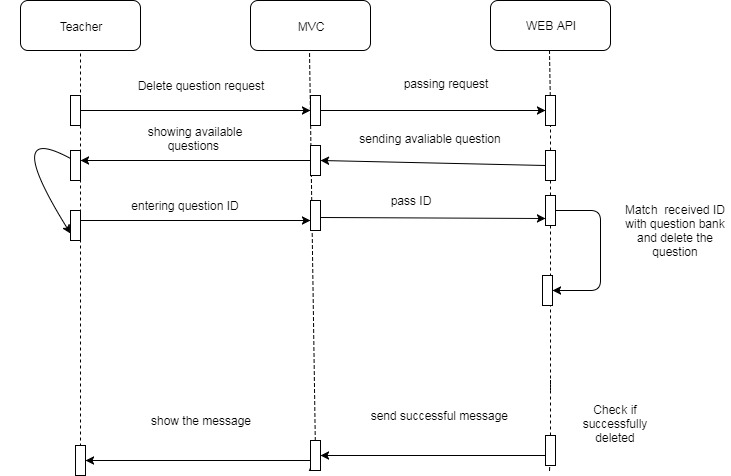 Teacher
MVC
WEB API
Delete question request
passing request
showing available
questions
sending avaliable question
entering question ID
pass ID
Match  received ID
with question bank
and delete the
question
show the message
send successful message
Check if
successfully
deleted